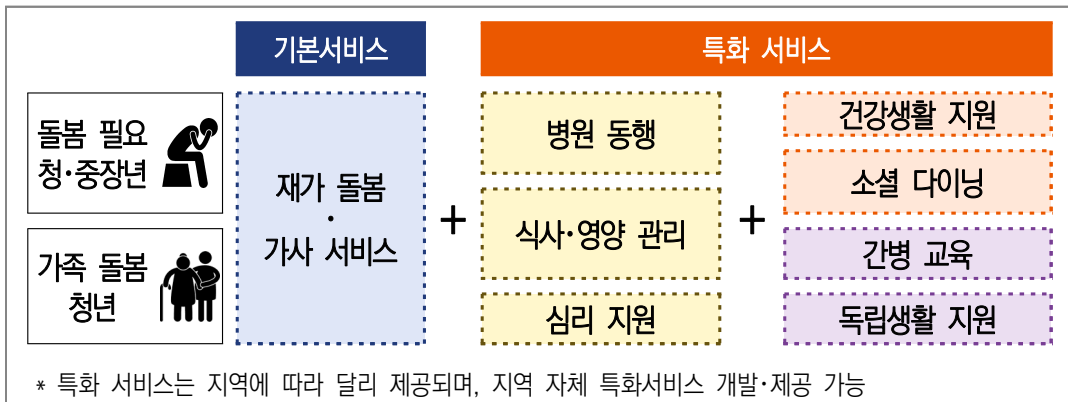 기본서비스
특화 서비스
돌봄 필요
청·중장년
가족 돌봄
청년
재가 돌봄
·
가사 서비스
+
병원 동행
식사·영양 관리
심리 지원
+
건강생활 지원
소셜 다이닝
간병 교육
독립생활 지원
* 특화 서비스는 지역에 따라 달리 제공되며, 지역 자체 특화서비스 개발·제공 가능